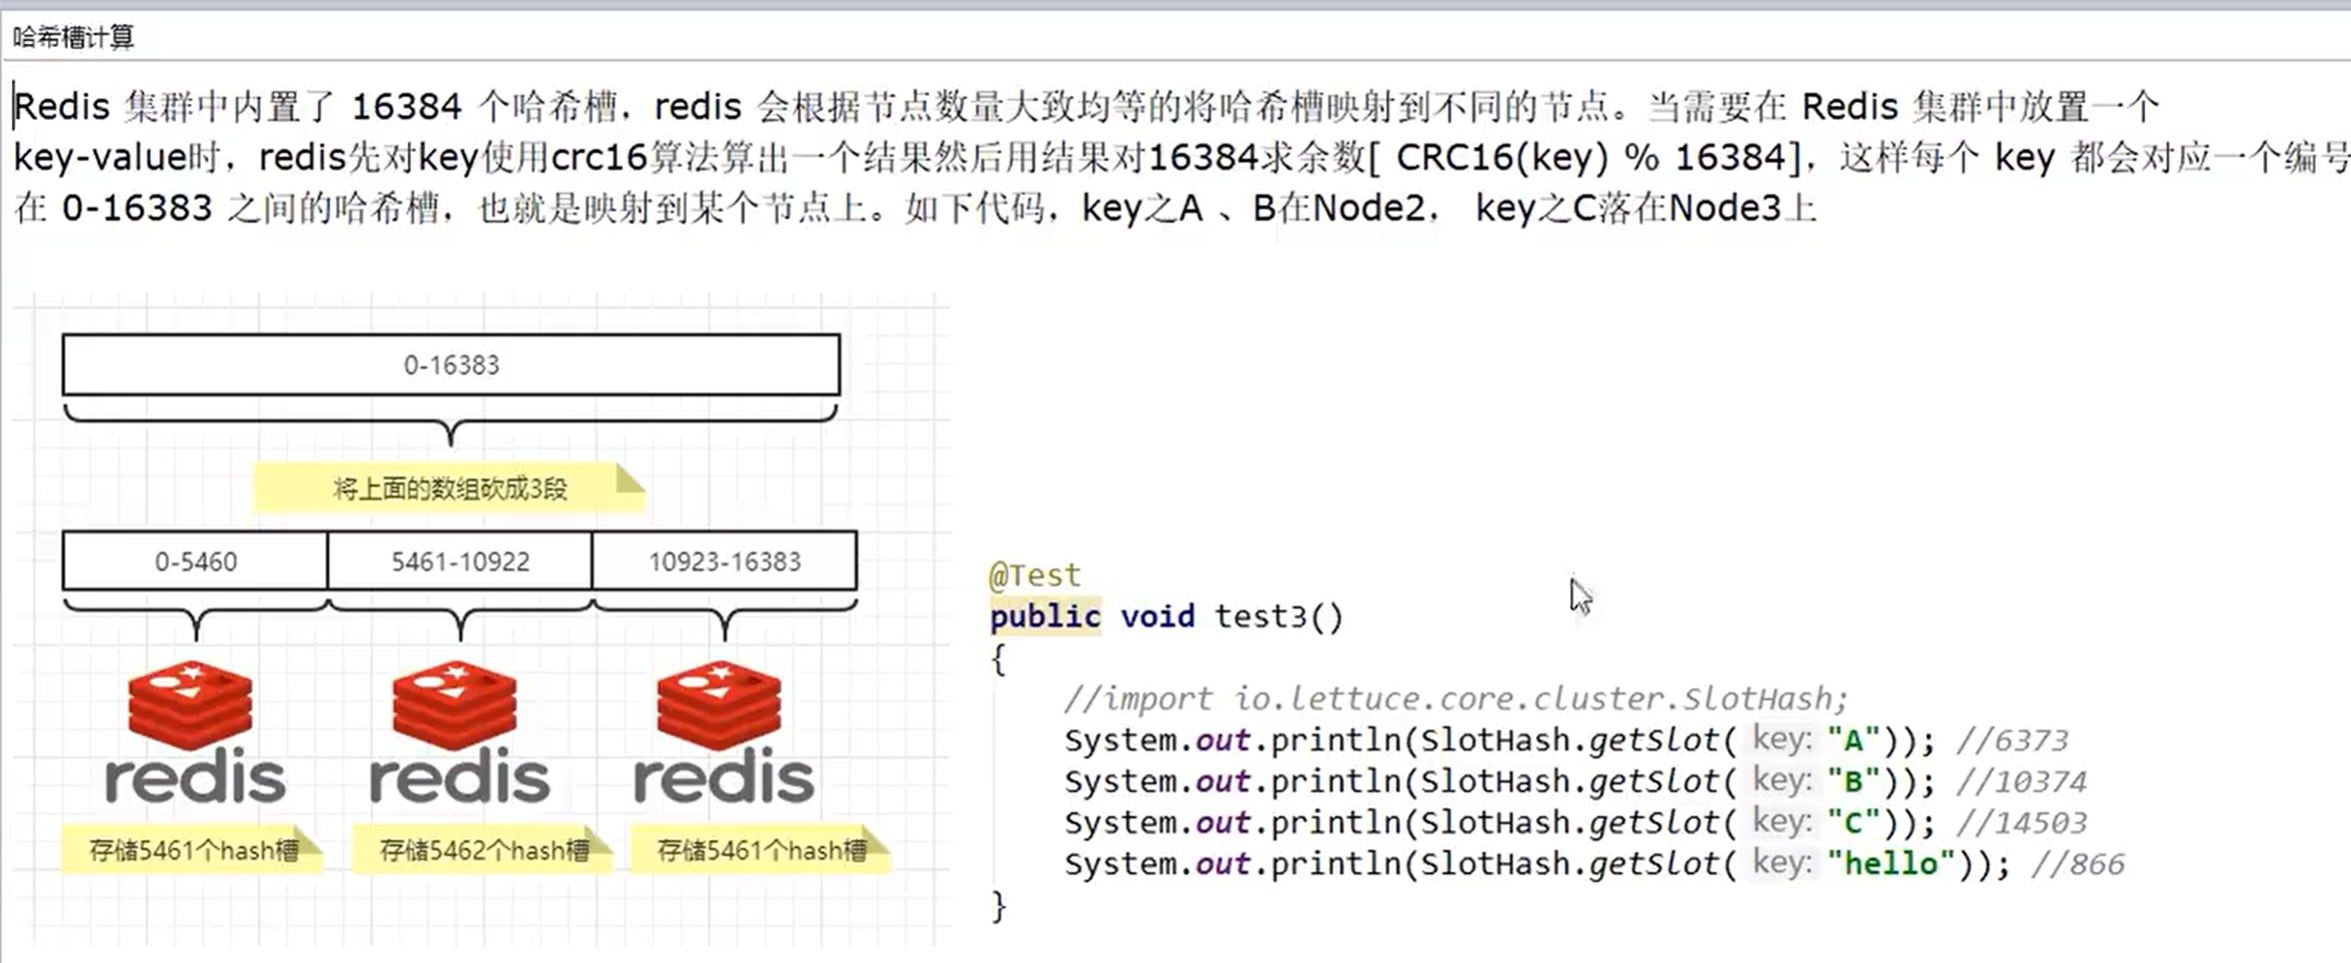 哈希槽计算
Redis 集群中内置了 16384 个哈希槽，redis 会根据节点数量大致均等的将哈希槽映射到不同的节点。当需要在 Redis 集群中放置一个
key-value时，redis先对key使用crc16算法算出一个结果然后用结果对16384求余数[ CRC16(key) % 16384]，这样每个 key 都会对应一个编号
在 0-16383 之间的哈希槽，也就是映射到某个节点上。如下代码，key之A 、B在Node2， key之C落在Node3上
0-16383
将上面的数组砍成3段
0-5460 5461-10922 10923-16383
redis redis redis
存储5461个hash槽 存储5462个hash槽 存储5461个hash槽
@Test
public void test3()
{
//import io.lettuce.core.cluster.SlotHash;
System.out.println(SlotHash.getSlot( key: "A")); //6373
System.out.println(SlotHash.getSlot( key: "B")); //10374
System.out.println(SlotHash.getSlot( key: "C")); //14503
System.out.println(SlotHash.getSlot( key: "hello")); //866
}